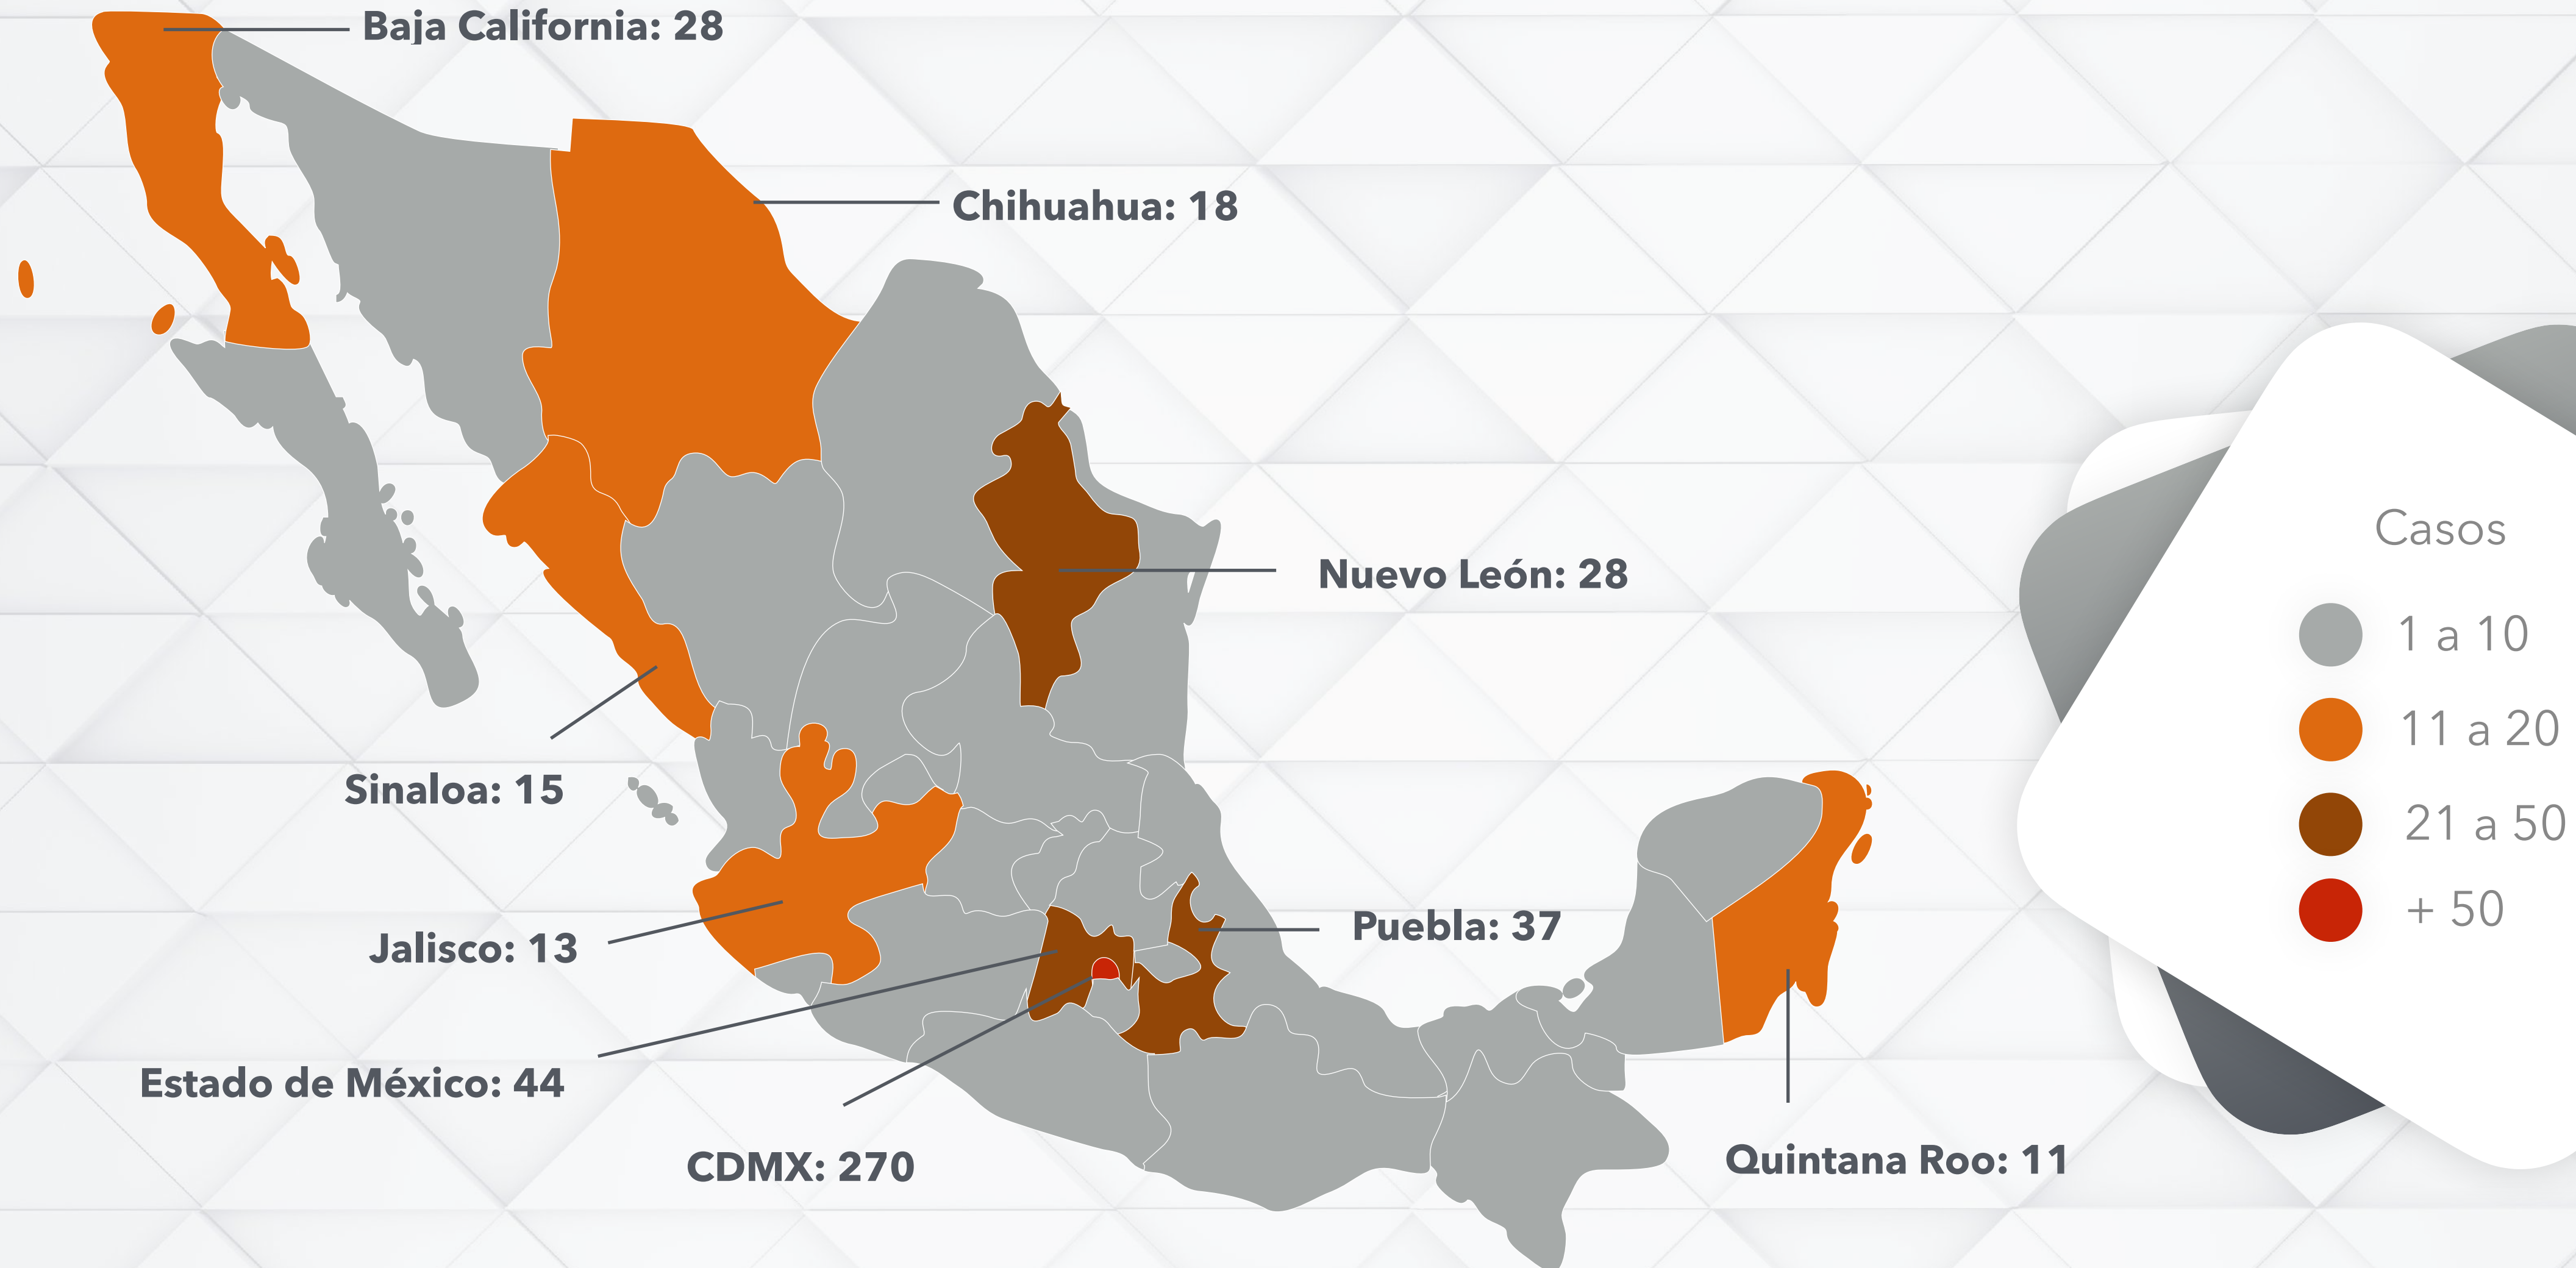 Baja California: 28
Chihuahua: 18
Nuevo León: 28
Sinaloa: 15
Jalisco: 13
Puebla: 37
Estado de México: 44
CDMX: 270
Quintana Roo: 11
Casos
1 a 10
11 a 20
21 a 50
+ 50